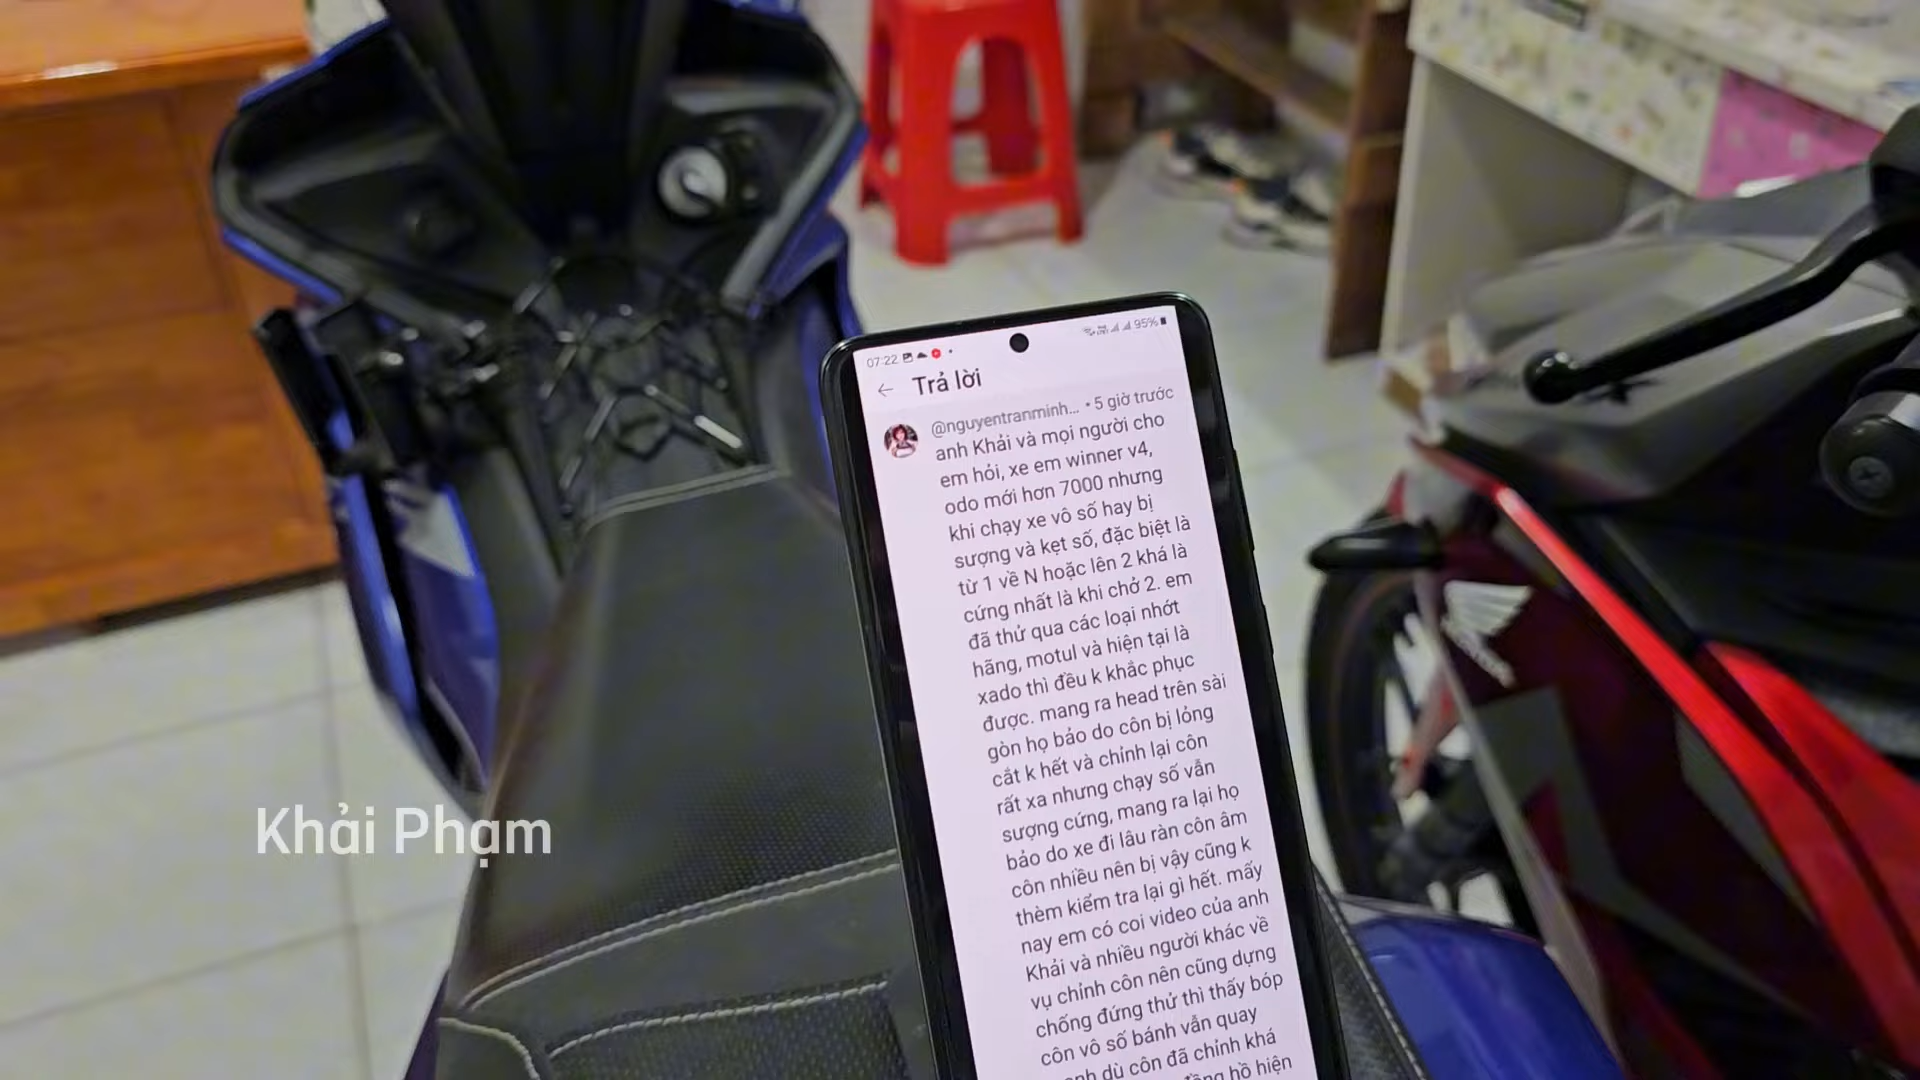 07:22
95%
Trả lời
@nguyentranminh... • 5 giờ trước
anh Khải và mọi người cho
em hỏi, xe em winner v4,
odo mới hơn 7000 nhưng
khi chạy xe vô số hay bị
sượng và kẹt số, đặc biệt là
từ 1 về N hoặc lên 2 khá là
cứng nhất là khi chở 2. em
đã thử qua các loại nhớt
hãng, motul và hiện tại là
xado thì đều k khắc phục
được. mang ra head trên sài
gòn họ bảo do côn bị lỏng
cắt k hết và chỉnh lại côn
rất xa nhưng chạy số vẫn
sượng cứng, mang ra lại họ
bảo do xe đi lâu ràn côn âm
côn nhiều nên bị vậy cũng k
thèm kiểm tra lại gì hết. mấy
nay em có coi video của anh
Khải và nhiều người khác về
vụ chỉnh côn nên cũng dựng
chống đứng thử thì thấy bóp
côn vô số bánh vẫn quay
dù côn đã chỉnh khá
hồ hiện
Khải Phạm
HONDA